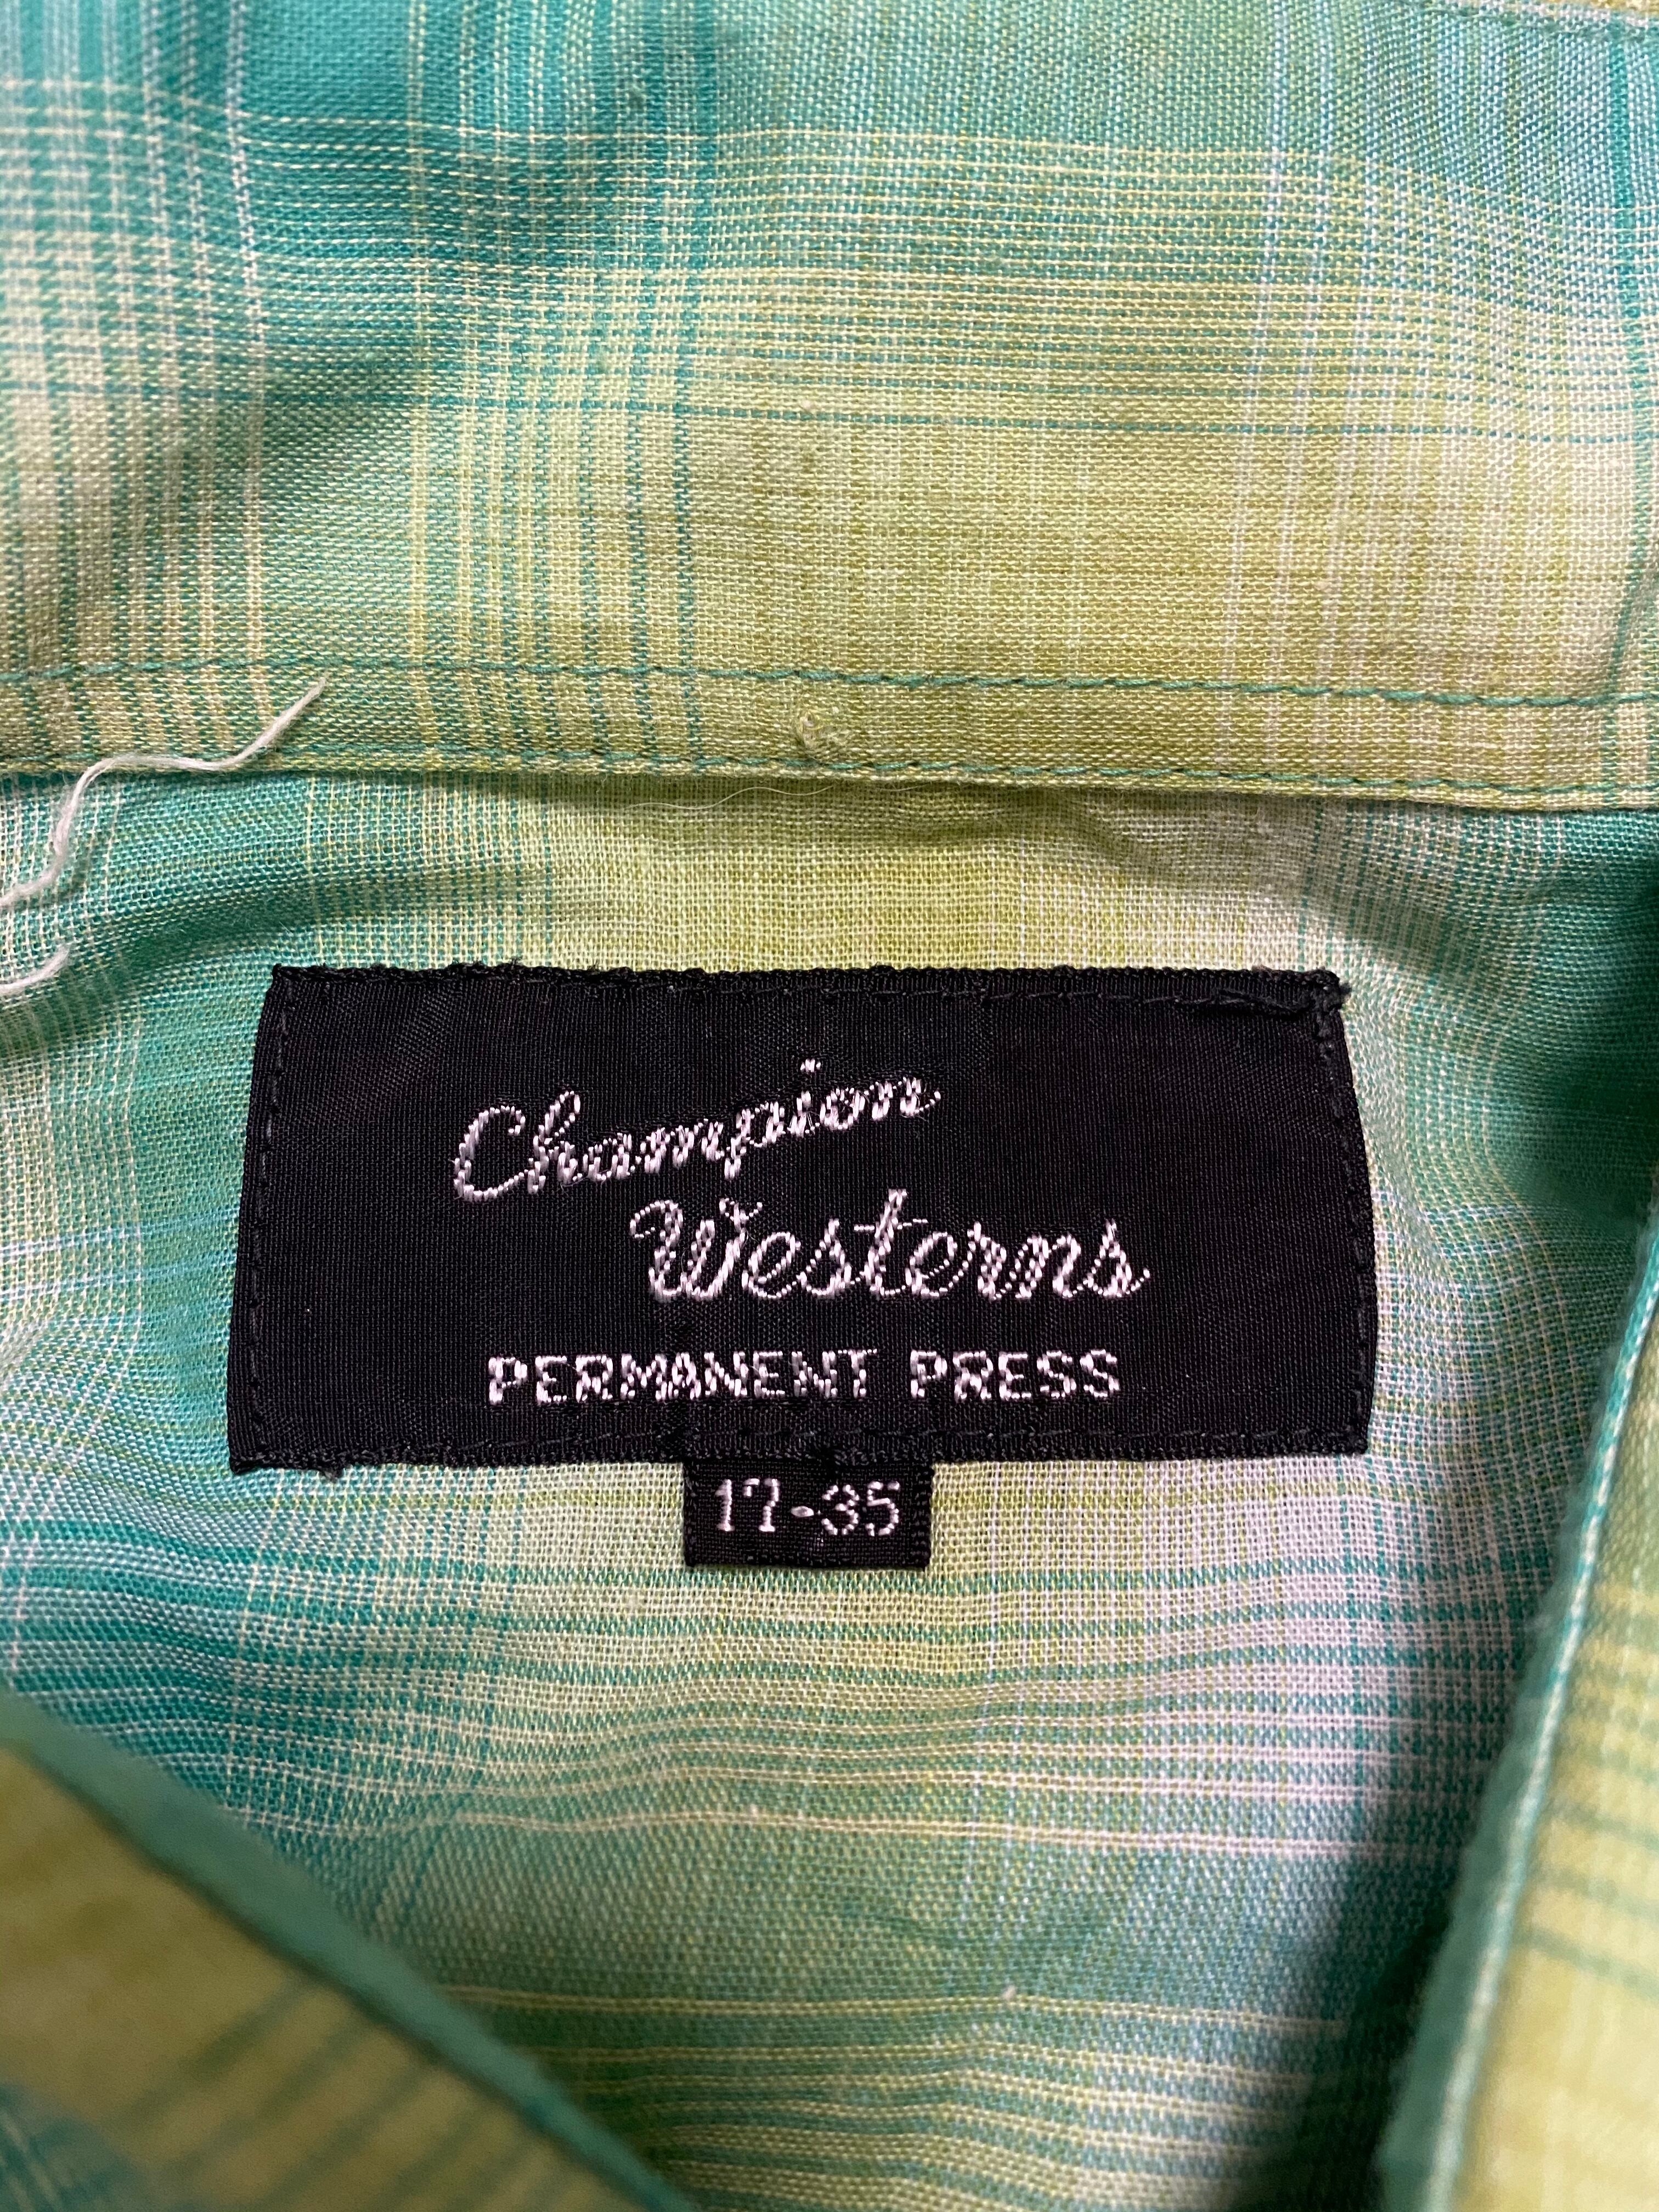 Champion
Westerns
PERMANENT PRESS
17-35